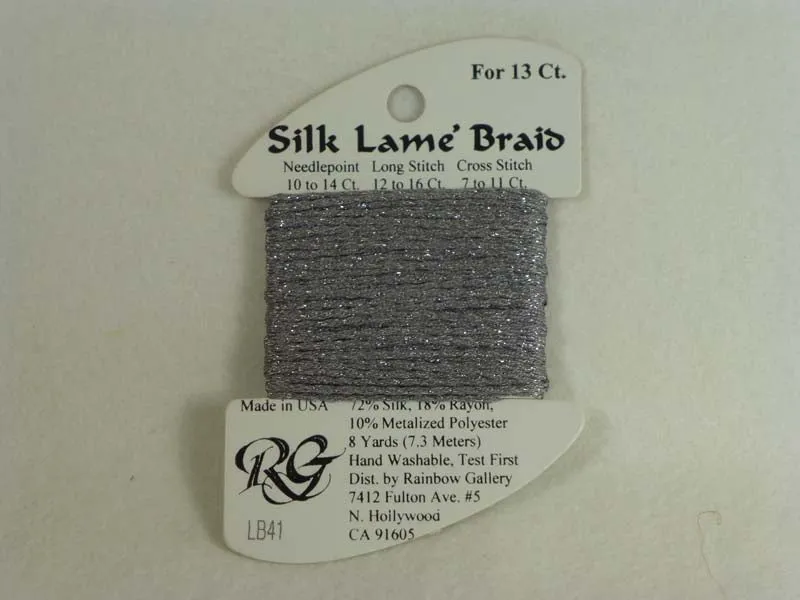 For 13 Ct.
Silk Lame' Braid
Needlepoint Long Stitch Cross Stitch
10 to 14 Ct. 12 to 16 Ct. 7 to 11 Ct.
Made in USA
72% Silk, 18% Rayon,
10% Metalized Polyester
8 Yards (7.3 Meters)
Hand Washable, Test First
Dist. by Rainbow Gallery
7412 Fulton Ave. #5
N. Hollywood
CA 91605
RG
LB41